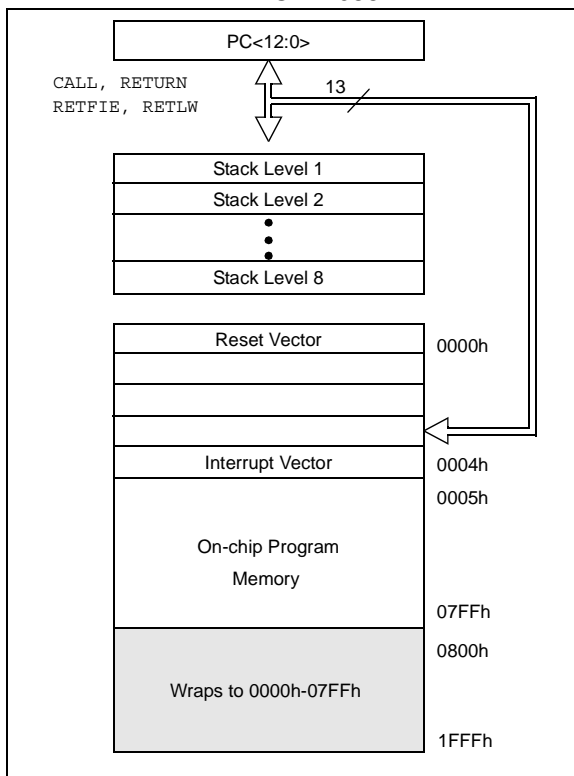 PC<12:0>
CALL, RETURN
RETFIE, RETLW
13
Stack Level 1
Stack Level 2
Stack Level 8
Reset Vector
0000h
Interrupt Vector
0004h
0005h
On-chip Program
Memory
07FFh
0800h
Wraps to 0000h-07FFh
1FFFh